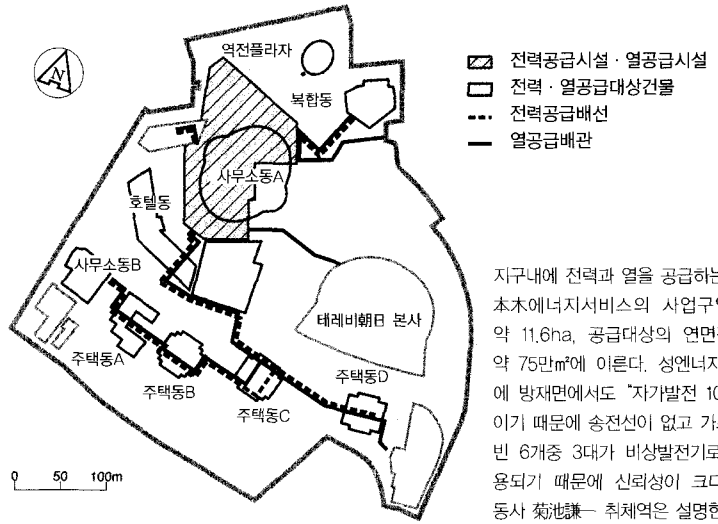 N
역전플라자
복합동
사무소동A
호텔동
사무소동B
테레비朝日 본사
주택동A
주택동B
주택동C
주택동D
0 50 100m
전력공급시설·열공급시설
전력·열공급대상건물
전력공급배선
열공급배관
지구내에 전력과 열을 공급하는
本木에너지서비스의 사업구역
약 11.6ha, 공급대상의 연면
약 75만㎡에 이른다. 성엔너지
에 방재면에서도 "자가발전 10
이기 때문에 송전선이 없고 가
빈 6개중 3대가 비상발전기로
용되기 때문에 신뢰성이 크다
동사 菊池謙一 취체역은 설명한